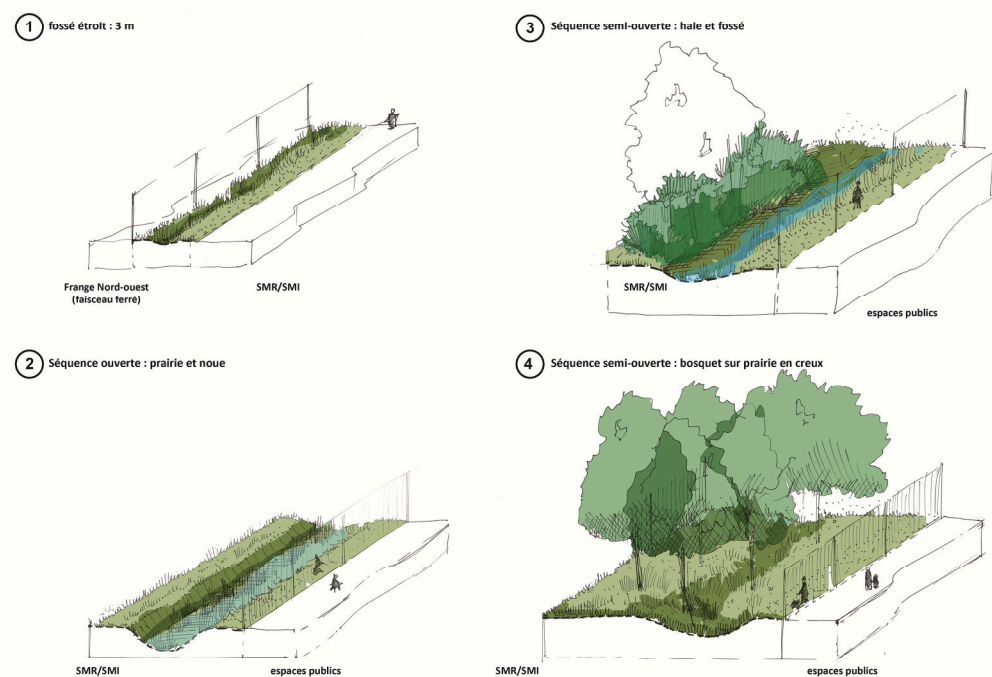 1 fossé étroit : 3 m
Frange Nord-ouest
(faisceau ferré)
SMR/SMI
2 Séquence ouverte : prairie et noue
SMR/SMI
espaces publics
3 Séquence semi-ouverte : haie et fossé
SMR/SMI
espaces publics
4 Séquence semi-ouverte : bosquet sur prairie en creux
SMR/SMI
espaces publics